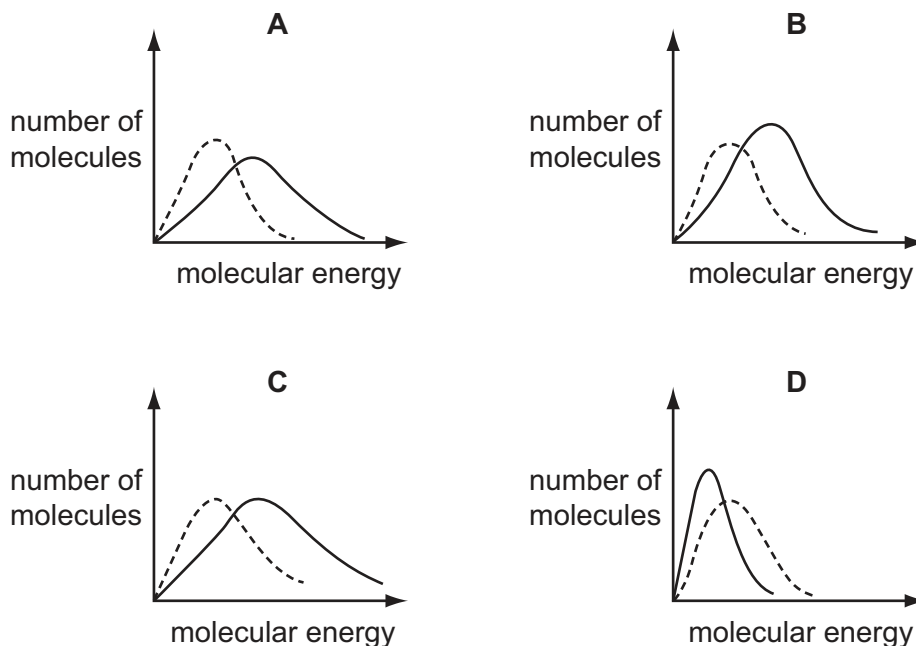 A
number of
molecules
molecular energy
B
number of
molecules
molecular energy
C
number of
molecules
molecular energy
D
number of
molecules
molecular energy